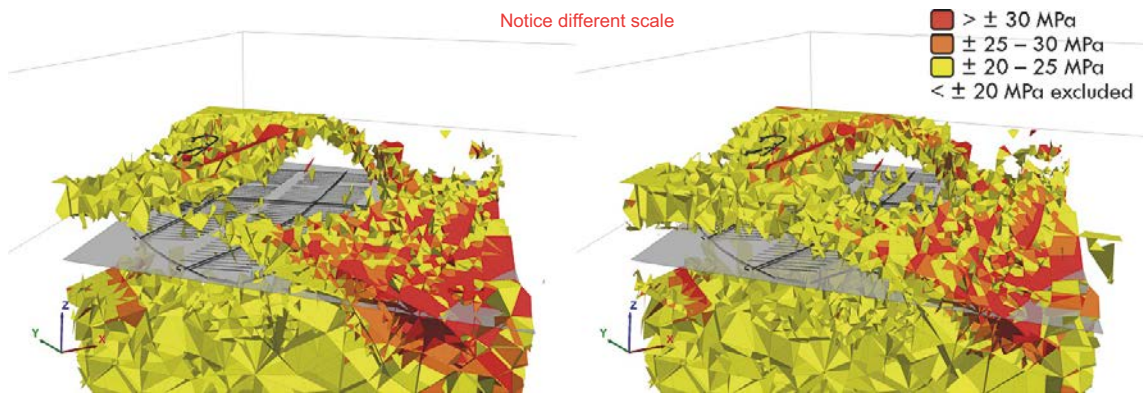 Notice different scale
> ± 30 MPa
± 25 – 30 MPa
± 20 – 25 MPa
< ± 20 MPa excluded
Z
Y
X
Z
Y
X